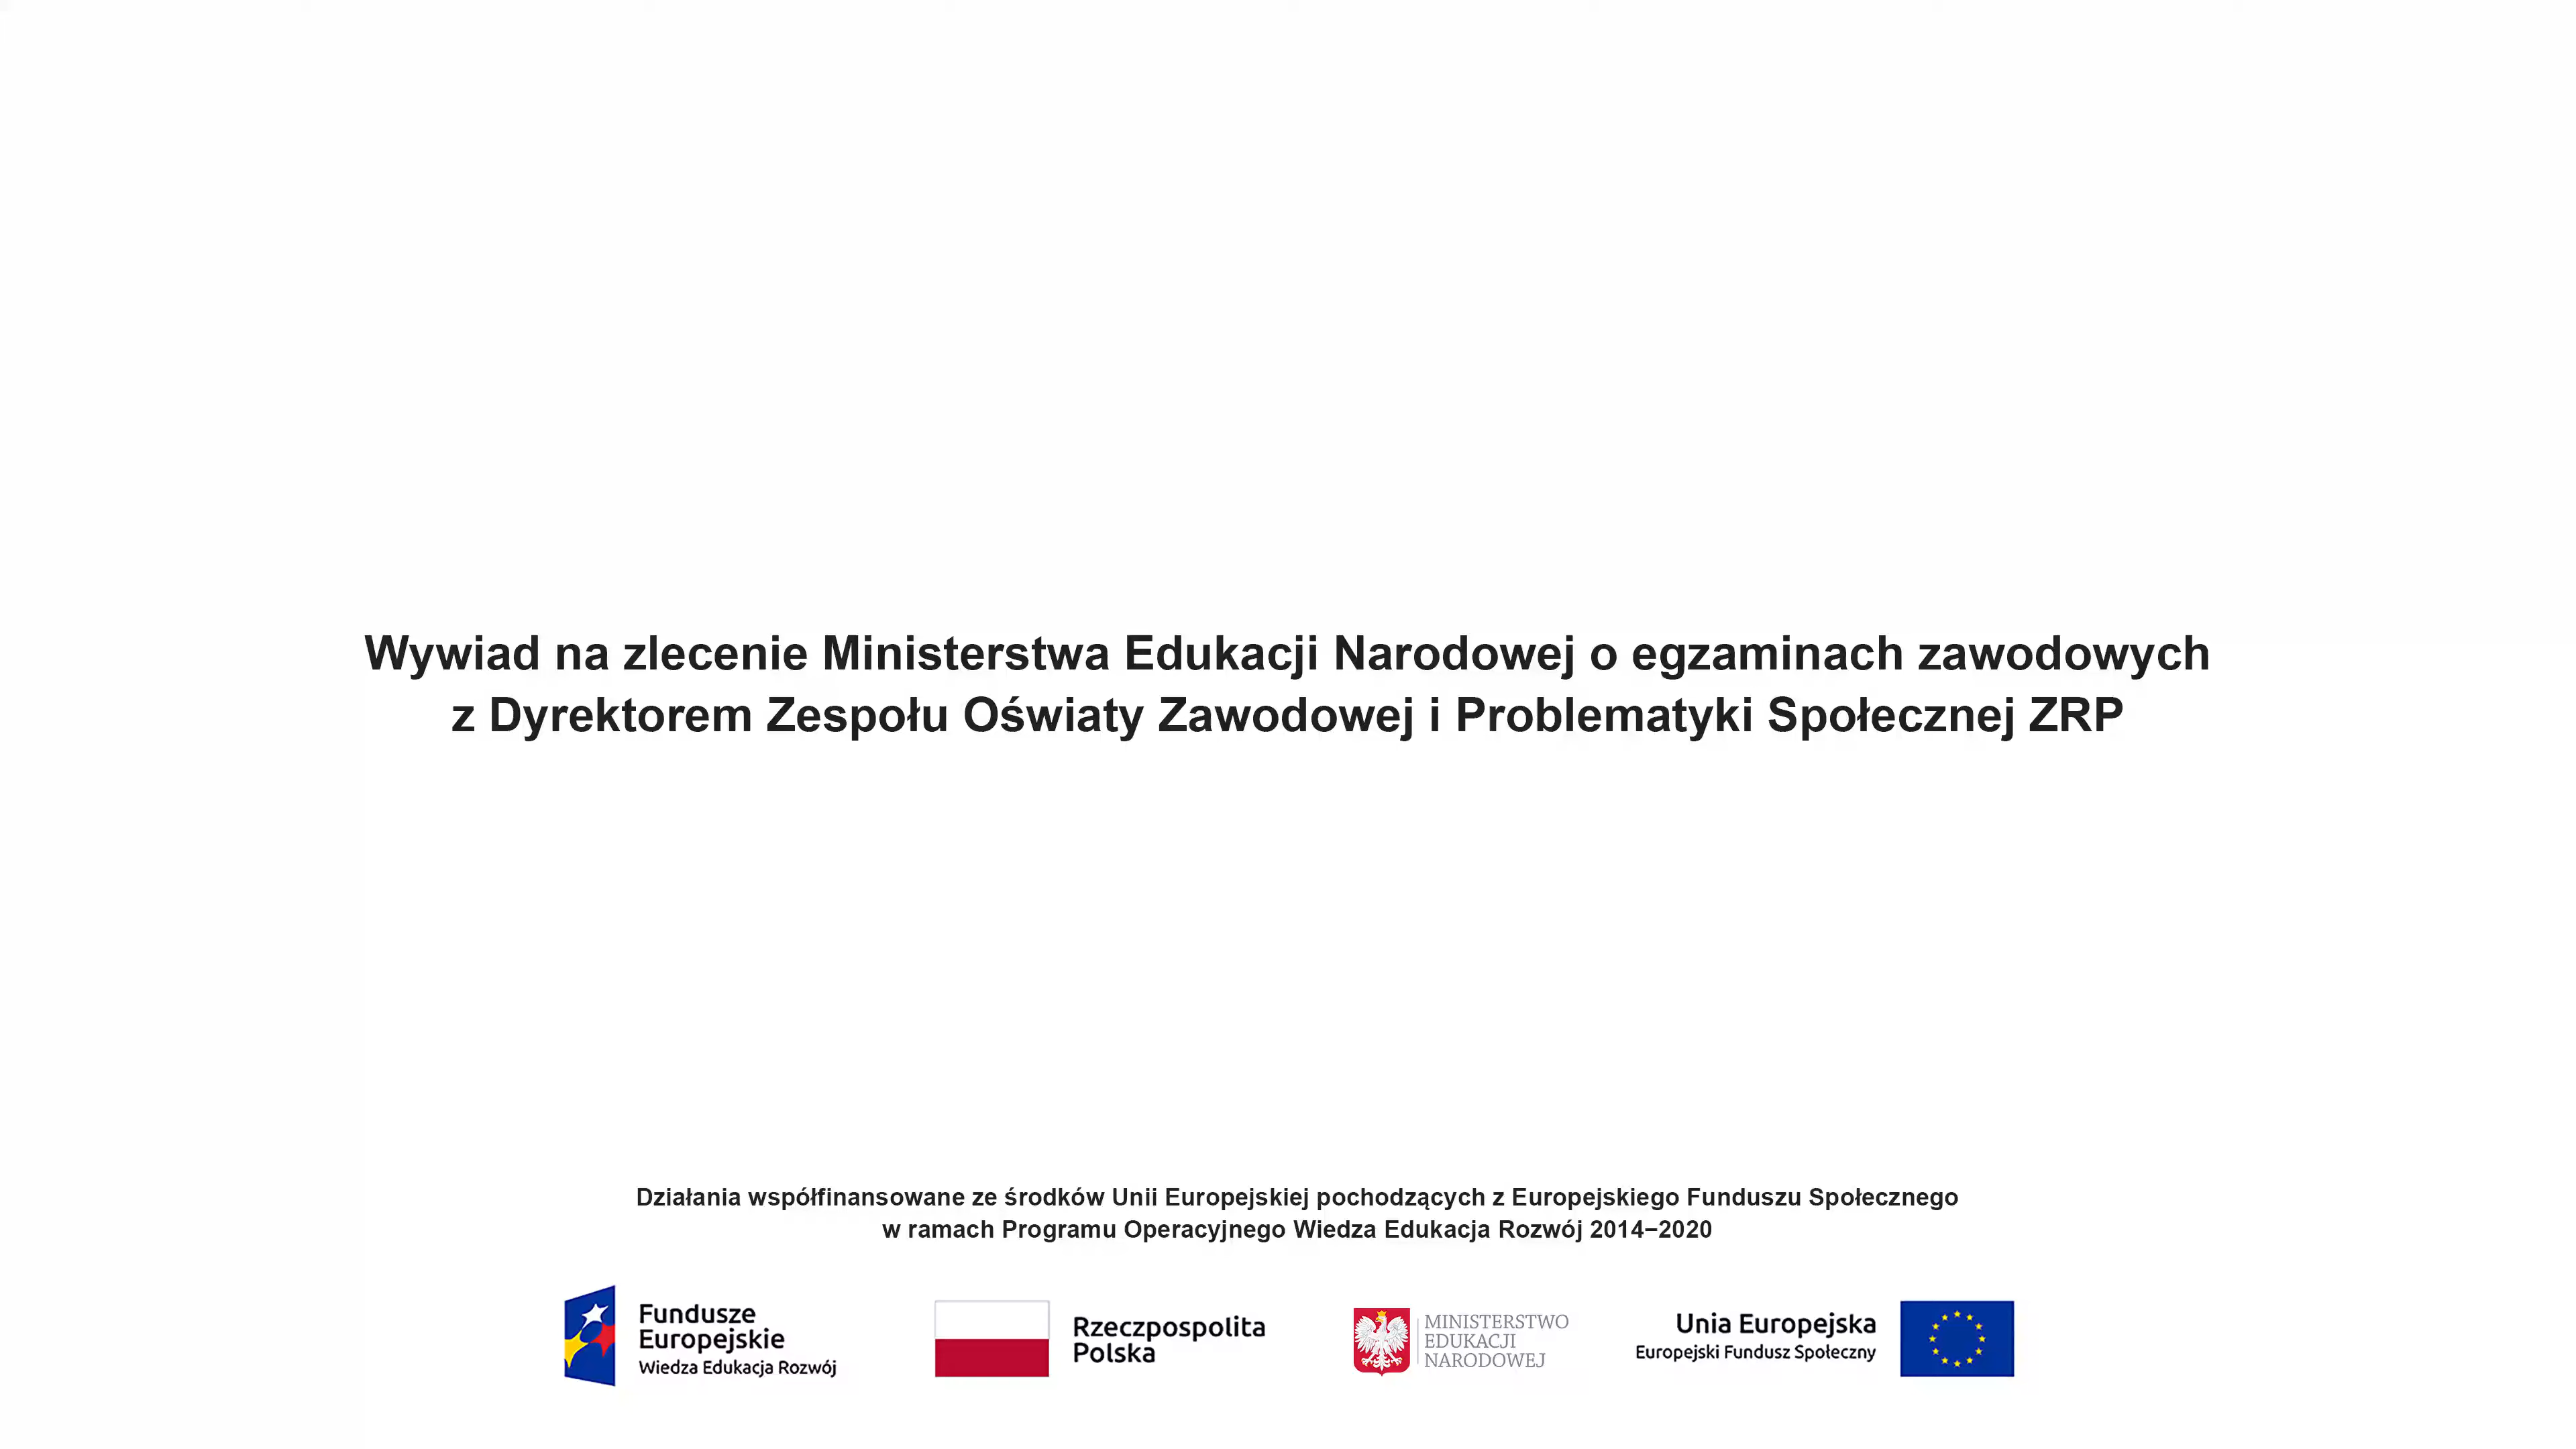 Wywiad na zlecenie Ministerstwa Edukacji Narodowej o egzaminach zawodowych
z Dyrektorem Zespołu Oświaty Zawodowej i Problematyki Społecznej ZRP
Działania współfinansowane ze środków Unii Europejskiej pochodzących z Europejskiego Funduszu Społecznego
w ramach Programu Operacyjnego Wiedza Edukacja Rozwój 2014–2020
Fundusze
Europejskie
Wiedza Edukacja Rozwój
Rzeczpospolita
Polska
MINISTERSTWO
EDUKACJI
NARODOWEJ
Unia Europejska
Europejski Fundusz Społeczny